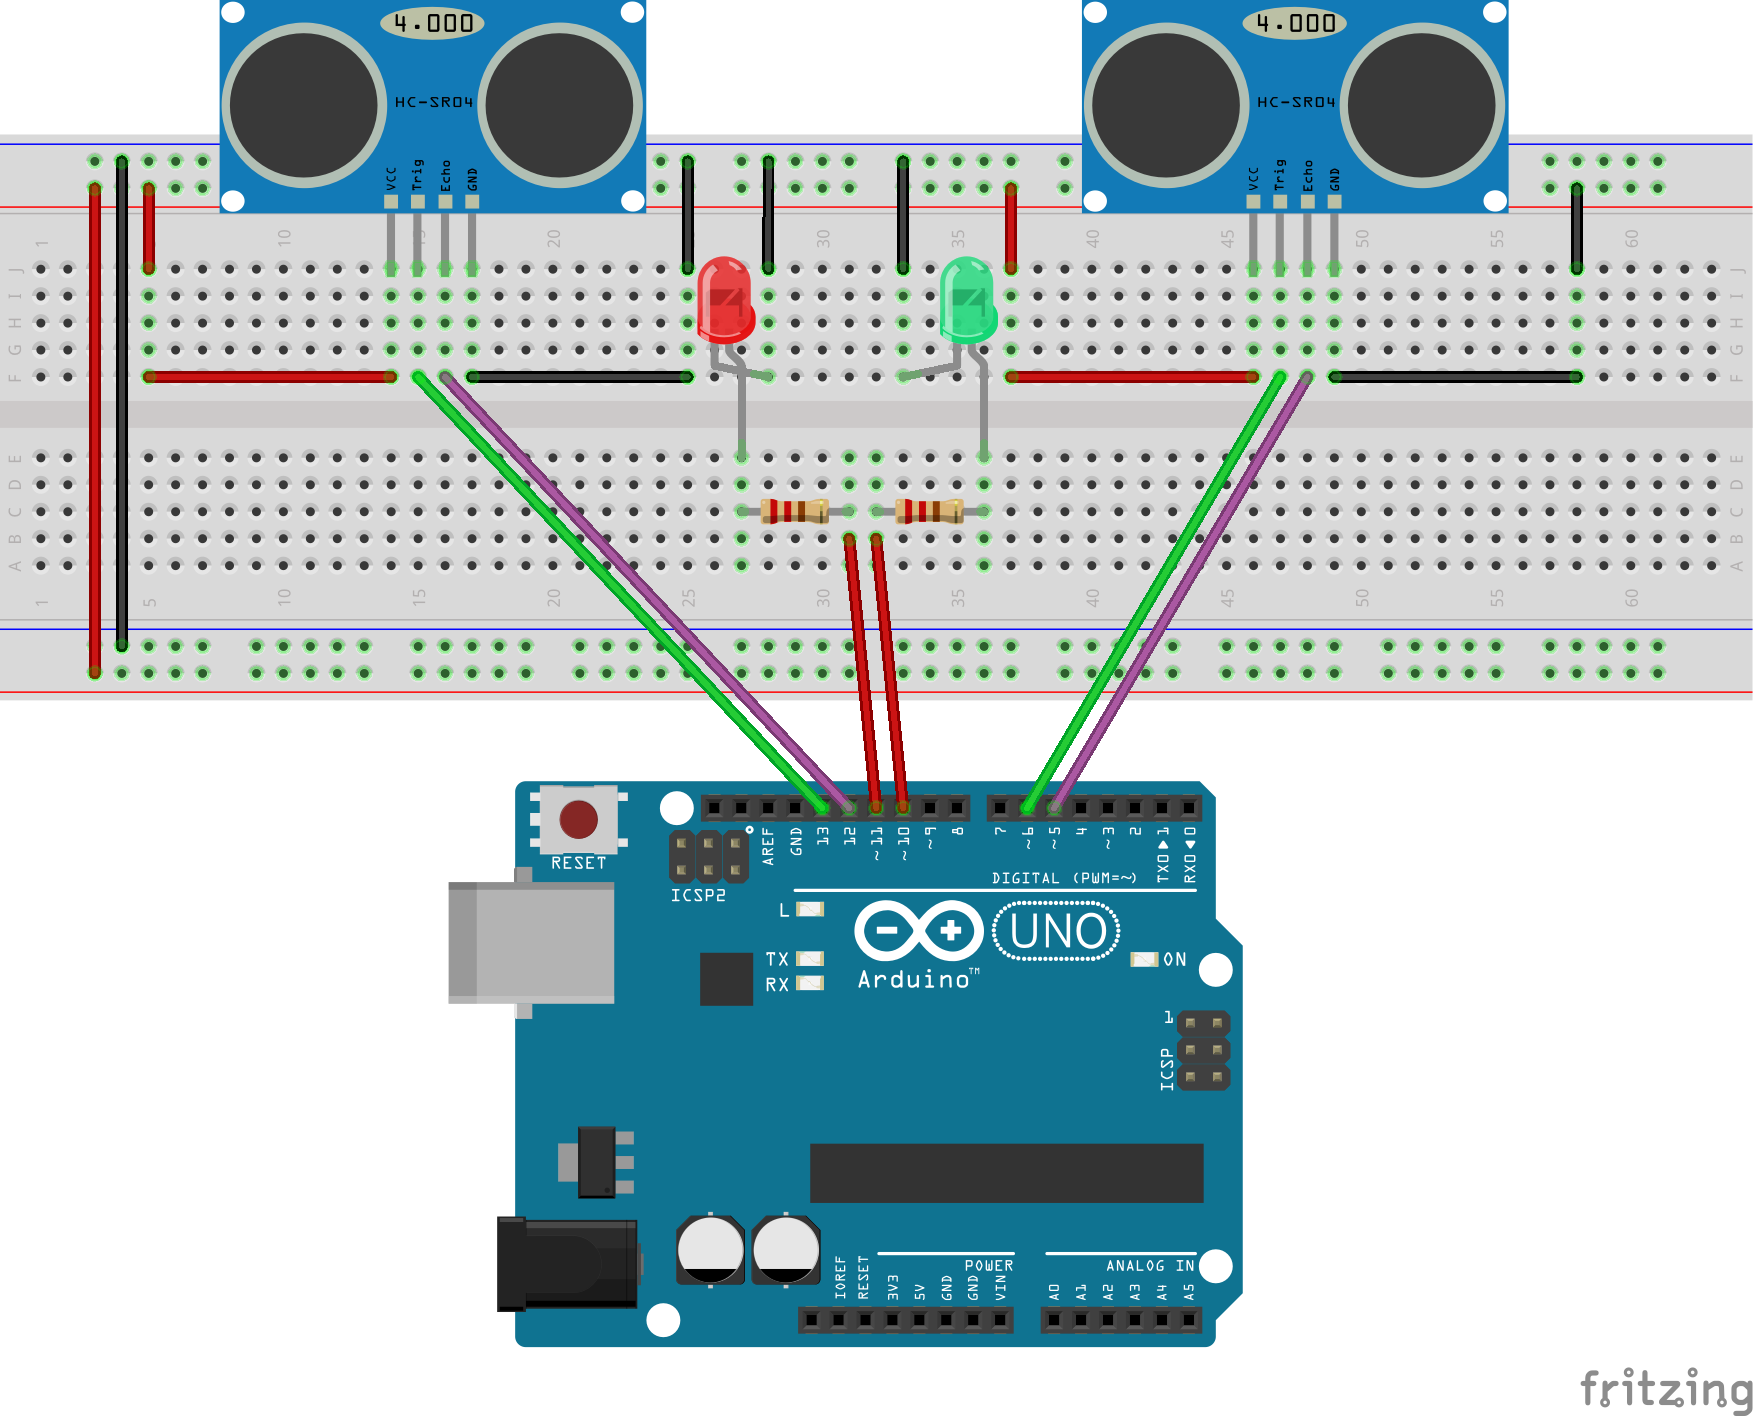 4.000
4.000
HC-SR04
HC-SR04
VCC Trig Echo GND
VCC Trig Echo GND
1 10 15 20 30 35 40 45 50 55 60
J J
I I
H H
G G
F F
E E
D D
C C
B B
A A
1 5 10 15 20 25 30 35 40 45 50 55 60
AREF GND 13 12 ~11 ~10 ~9 8 7 ~6 ~5 4 ~3 2 TX0▶1 RX0◀0
RESET
ICSP2
DIGITAL (PWM=~)
L
UNO
TX
RX
ON
Arduino™
1
ICSP
IOREF RESET 3V3 5V GND GND VIN
POWER
ANALOG IN
A0 A1 A2 A3 A4 A5
fritzing